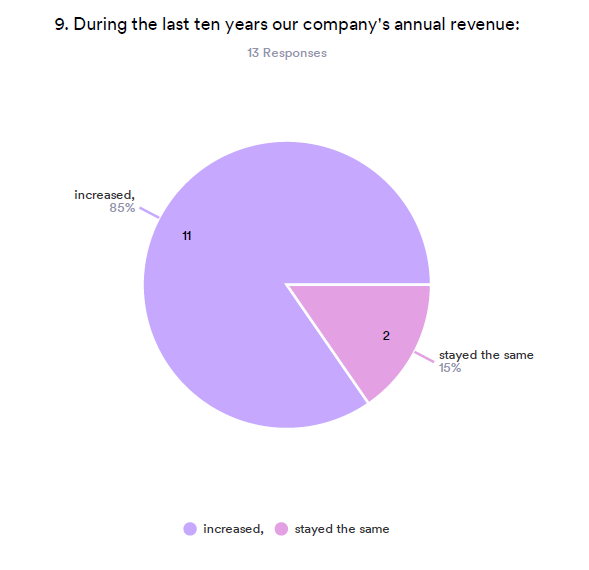 9. During the last ten years our company's annual revenue:
13 Responses
increased,
85%
11
2
stayed the same
15%
increased,
stayed the same